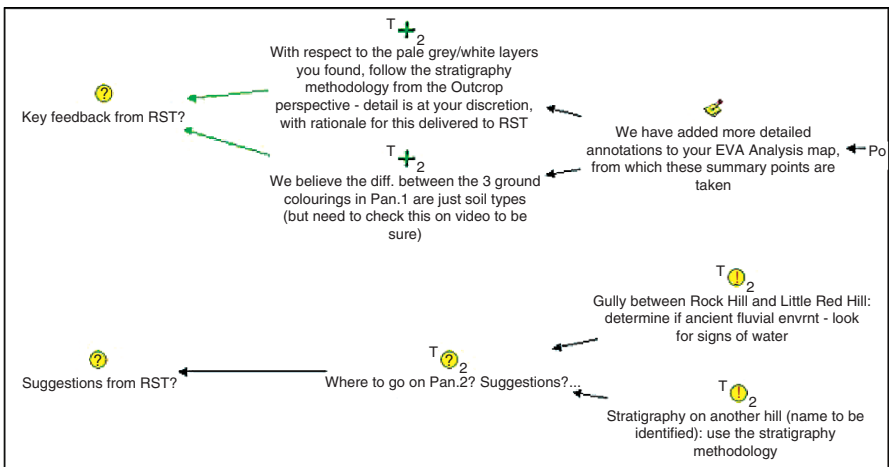 T
2
With respect to the pale grey/white layers
you found, follow the stratigraphy
methodology from the Outcrop
perspective - detail is at your discretion,
with rationale for this delivered to RST
?
Key feedback from RST?
T
2
We believe the diff. between the 3 ground
colourings in Pan.1 are just soil types
(but need to check this on video to be
sure)
We have added more detailed
annotations to your EVA Analysis map,
from which these summary points are
taken
Po
T
!
2
Gully between Rock Hill and Little Red Hill:
determine if ancient fluvial envrnt - look
for signs of water
?
Suggestions from RST?
T
?
2
Where to go on Pan.2? Suggestions?...
T
!
2
Stratigraphy on another hill (name to be
identified): use the stratigraphy
methodology